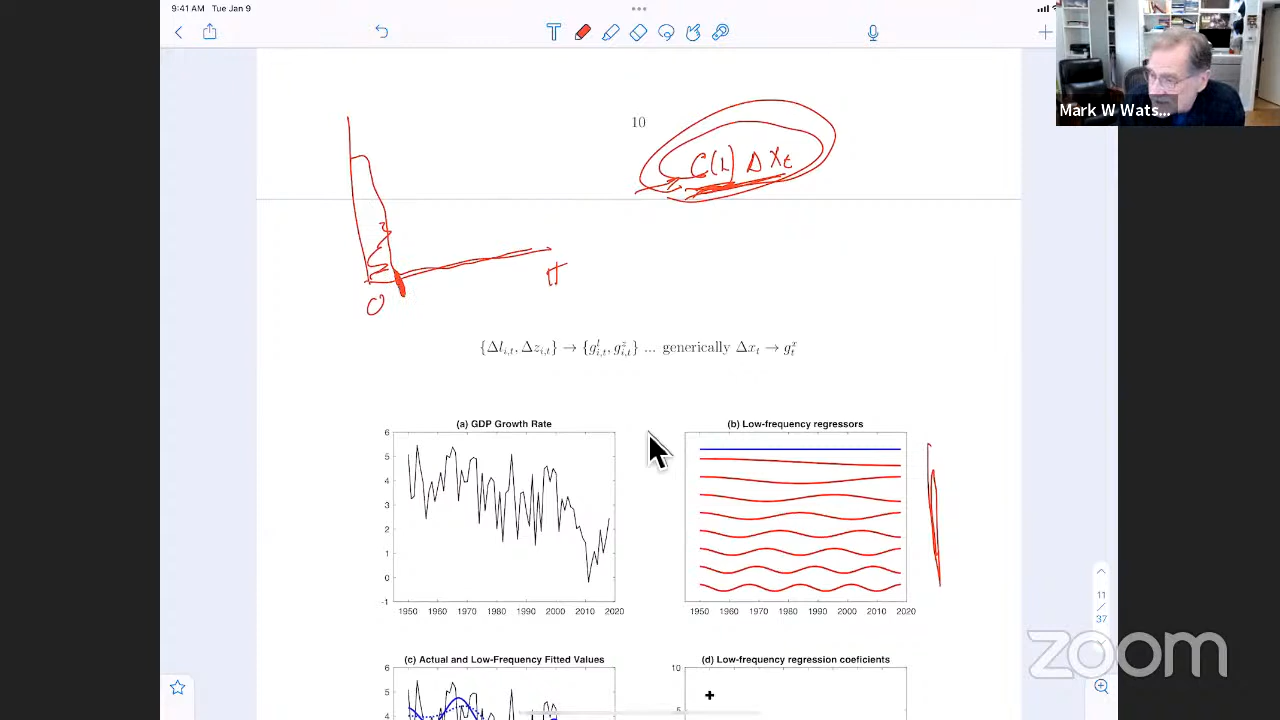 9:41 AM Tue Jan 9
Mark W Wats...
10
C(L) Δ Xt
0
π
{Δl_{i,t}, Δz_{i,t}} → {g^l_{i,t}, g^z_{i,t}} ... generically Δx_t → g^x_t
(a) GDP Growth Rate
6
5
4
3
2
1
0
-1
1950 1960 1970 1980 1990 2000 2010 2020
(b) Low-frequency regressors
1950 1960 1970 1980 1990 2000 2010 2020
11
/
37
(c) Actual and Low-Frequency Fitted Values
6
5
4
(d) Low-frequency regression coeficients
10
5
zoom